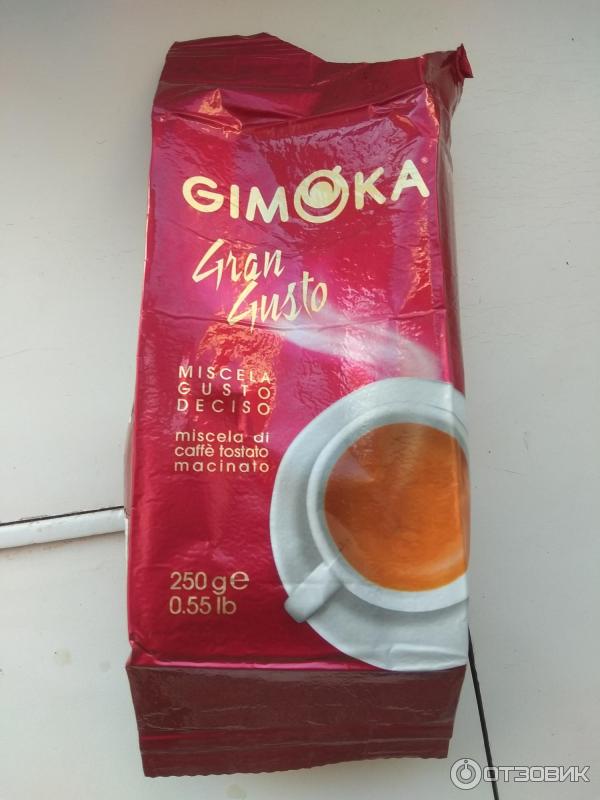 GIMOKA®
Gran
Gusto
MISCELA
GUSTO
DECISO
miscela di
caffè tostato
macinato
250 g e
0.55 lb
ОТЗОВИК